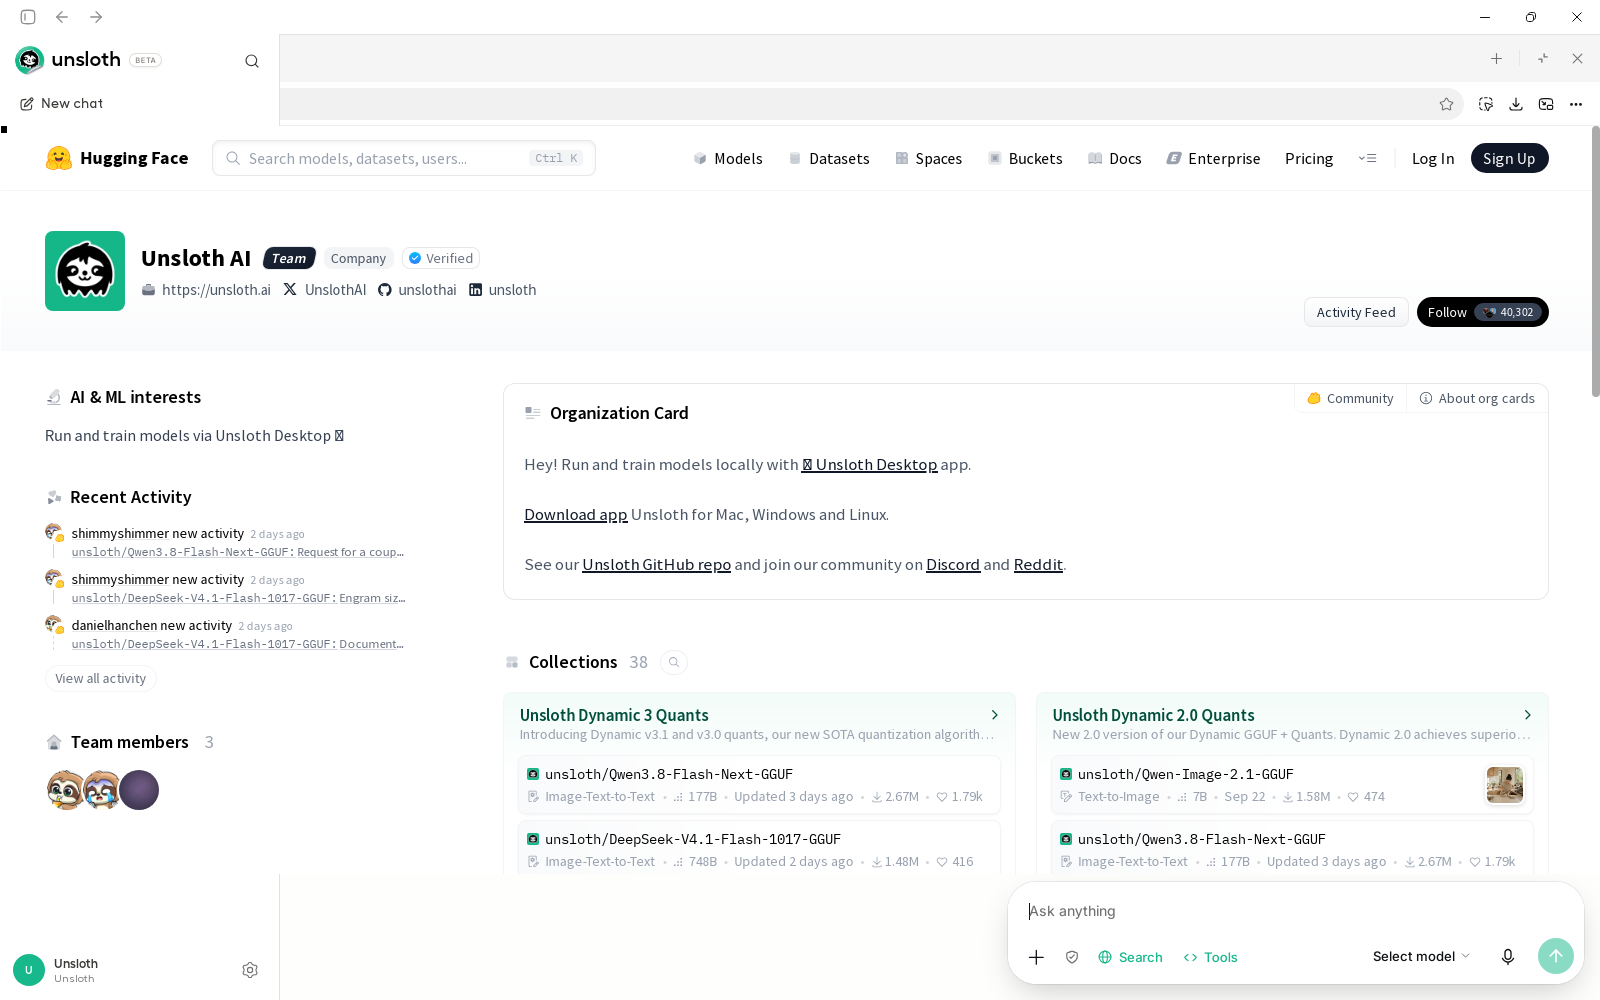 unsloth BETA
New chat
Hugging Face
Search models, datasets, users... Ctrl K
Models Datasets Spaces Buckets Docs Enterprise Pricing Log In Sign Up
Unsloth AI Team Company Verified
https://unsloth.ai UnslothAI unslothai unsloth
Activity Feed Follow 40,302
AI & ML interests
Run and train models via Unsloth Desktop
Recent Activity
shimmyshimmer new activity 2 days ago
unsloth/Qwen3.8-Flash-Next-GGUF: Request for a coup…
shimmyshimmer new activity 2 days ago
unsloth/DeepSeek-V4.1-Flash-1017-GGUF: Engram siz…
danielhanchen new activity 2 days ago
unsloth/DeepSeek-V4.1-Flash-1017-GGUF: Document…
View all activity
Team members 3
Community About org cards
Organization Card
Hey! Run and train models locally with Unsloth Desktop app.
Download app Unsloth for Mac, Windows and Linux.
See our Unsloth GitHub repo and join our community on Discord and Reddit.
Collections 38
Unsloth Dynamic 3 Quants
Introducing Dynamic v3.1 and v3.0 quants, our new SOTA quantization algorith…
unsloth/Qwen3.8-Flash-Next-GGUF
Image-Text-to-Text • 177B • Updated 3 days ago • 2.67M • 1.79k
unsloth/DeepSeek-V4.1-Flash-1017-GGUF
Image-Text-to-Text • 748B • Updated 2 days ago • 1.48M • 416
Unsloth Dynamic 2.0 Quants
New 2.0 version of our Dynamic GGUF + Quants. Dynamic 2.0 achieves superio…
unsloth/Qwen-Image-2.1-GGUF
Text-to-Image • 7B • Sep 22 • 1.58M • 474
unsloth/Qwen3.8-Flash-Next-GGUF
Image-Text-to-Text • 177B • Updated 3 days ago • 2.67M • 1.79k
Ask anything
Search Tools Select model
U
Unsloth
Unsloth